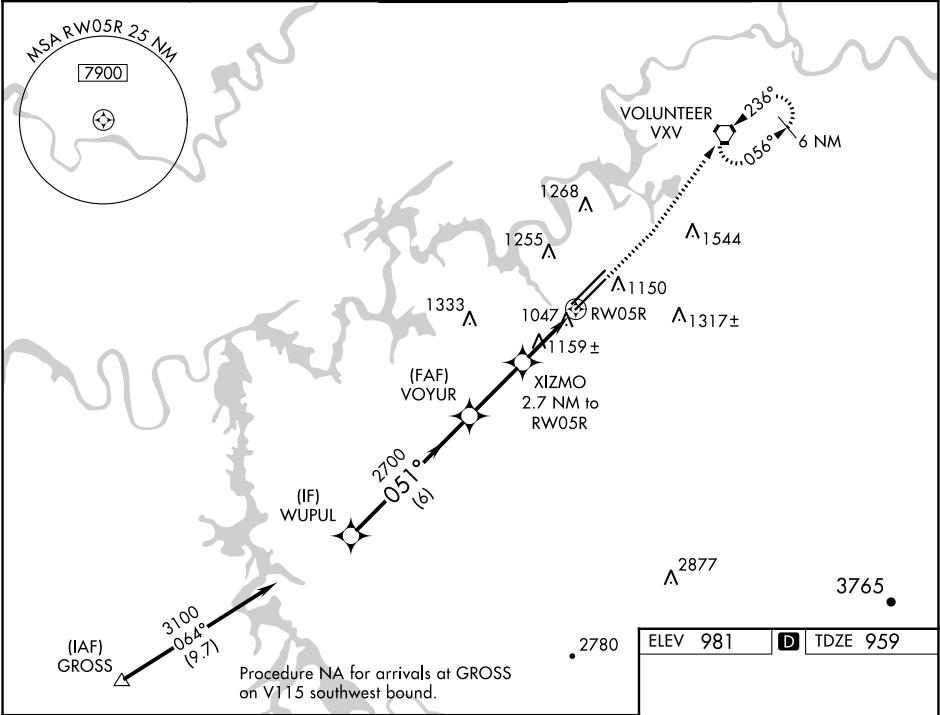 MSA RW05R 25 NM
7900
VOLUNTEER
VXV
236°
056°
6 NM
1268
1255
1544
1333
1150
1047
RW05R
1317±
1159±
(FAF)
VOYUR
XIZMO
2.7 NM to
RW05R
2700
051°
(6)
(IF)
WUPUL
2877
3765
3100
064°
(9.7)
(IAF)
GROSS
2780
Procedure NA for arrivals at GROSS
on V115 southwest bound.
ELEV 981 D TDZE 959